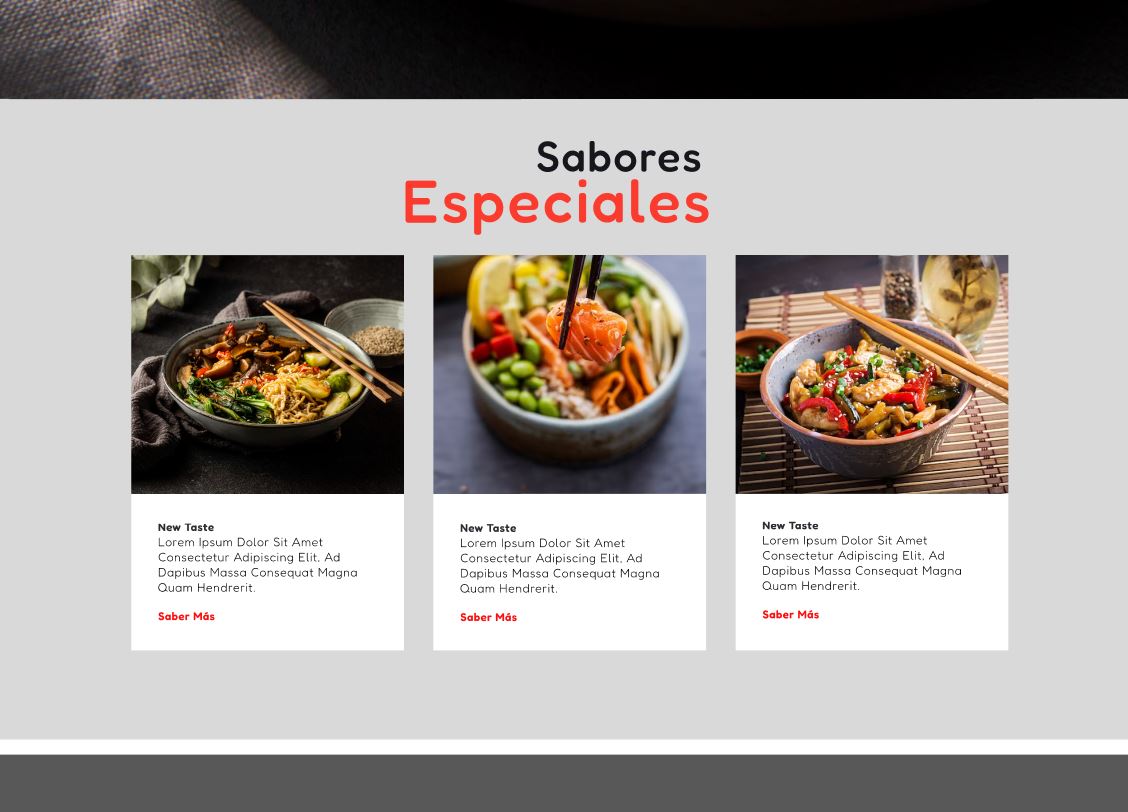 Sabores
Especiales
New Taste
Lorem Ipsum Dolor Sit Amet
Consectetur Adipiscing Elit. Ad
Dapibus Massa Consequat Magna
Quam Hendrerit.
Saber Más
New Taste
Lorem Ipsum Dolor Sit Amet
Consectetur Adipiscing Elit. Ad
Dapibus Massa Consequat Magna
Quam Hendrerit.
Saber Más
New Taste
Lorem Ipsum Dolor Sit Amet
Consectetur Adipiscing Elit. Ad
Dapibus Massa Consequat Magna
Quam Hendrerit.
Saber Más